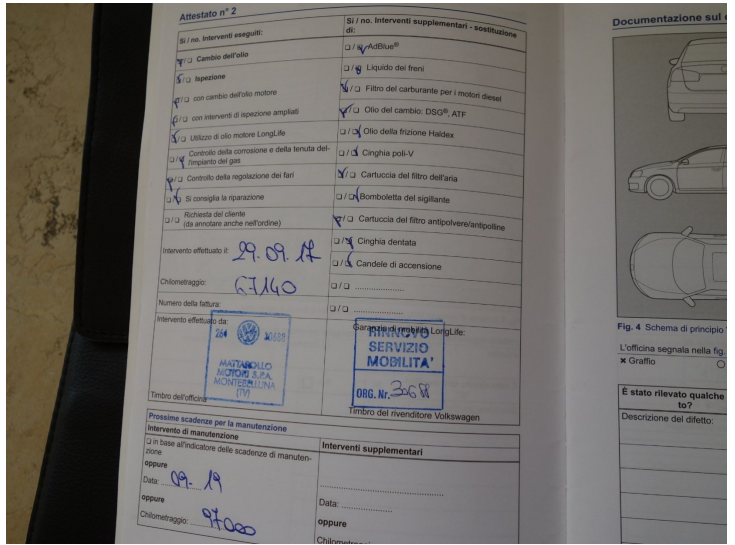 Attestato n° 2
Si / no. Interventi eseguiti:
☐ / ☐ Cambio dell'olio
☐ / ☐ Ispezione
☐ / ☐ con cambio dell'olio motore
☐ / ☐ con interventi di ispezione ampliati
☐ / ☐ Utilizzo di olio motore LongLife
☐ / ☐ Controllo della corrosione e della tenuta del-
l'impianto del gas
☐ / ☐ Controllo della regolazione dei fari
☐ / ☐ Si consiglia la riparazione
☐ / ☐ Richiesta del cliente
(da annotare anche nell'ordine)
Intervento effettuato il: 29.09.17
Chilometraggio: 67140
Numero della fattura:
Intervento effettuato da:
264 30688
MATTAROLLO
MOTORI S.P.A.
MONTEBELLUNA
(TV)
Timbro dell'officina
Si / no. Interventi supplementari - sostituzione
di:
☐ / ☐ AdBlue®
☐ / ☐ Liquido dei freni
☐ / ☐ Filtro del carburante per i motori diesel
☐ / ☐ Olio del cambio: DSG®, ATF
☐ / ☐ Olio della frizione Haldex
☐ / ☐ Cinghia poli-V
☐ / ☐ Cartuccia del filtro dell'aria
☐ / ☐ Bomboletta del sigillante
☐ / ☐ Cartuccia del filtro antipolvere/antipolline
☐ / ☐ Cinghia dentata
☐ / ☐ Candele di accensione
☐ / ☐ ....................
☐ / ☐ ....................
Garanzia di mobilità LongLife:
RINNOVO
SERVIZIO
MOBILITA'
ORG. Nr. 30688
Timbro del rivenditore Volkswagen
Prossime scadenze per la manutenzione
Intervento di manutenzione
☐ in base all'indicatore delle scadenze di manuten-
zione
oppure
Data: 09. 19
oppure
Chilometraggio: 97000
Interventi supplementari
Data: ....................
oppure
Documentazione sul
Fig. 4 Schema di principio
L'officina segnala nella fig.
× Graffio
È stato rilevato qualche
to?
Descrizione del difetto: